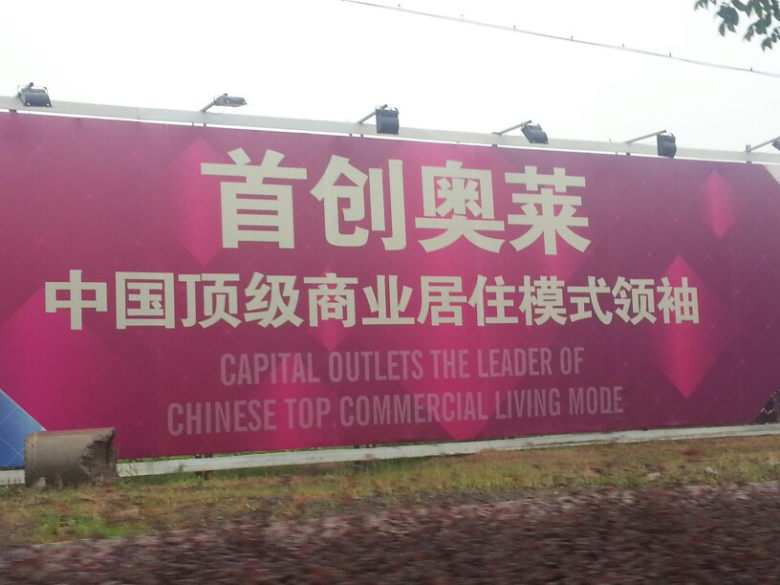 首创奥莱
中国顶级商业居住模式领袖
CAPITAL OUTLETS THE LEADER OF
CHINESE TOP COMMERCIAL LIVING MODE